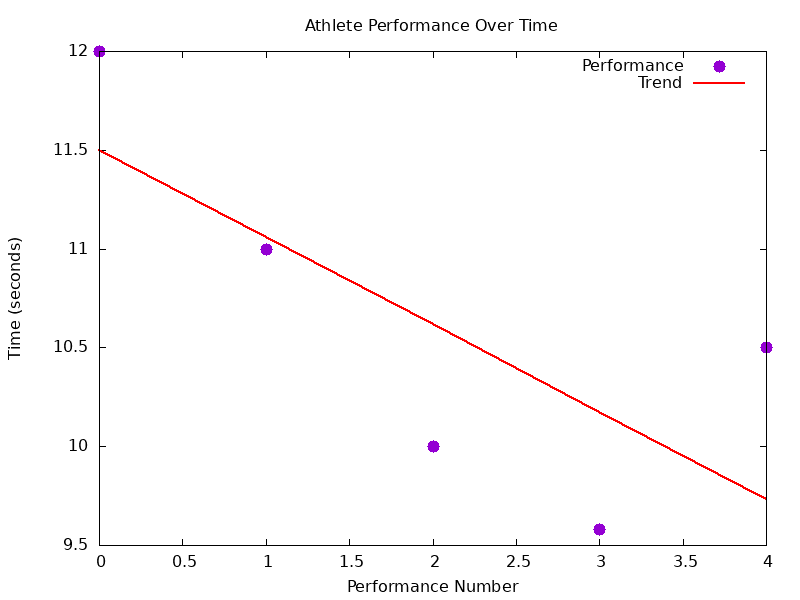 Athlete Performance Over Time
12
11.5
11
10.5
10
9.5
Time (seconds)
Performance
Trend
0 0.5 1 1.5 2 2.5 3 3.5 4
Performance Number